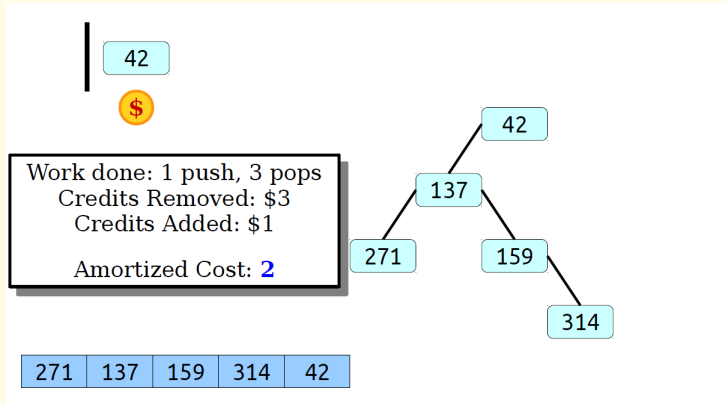 42
$
42
Work done: 1 push, 3 pops
Credits Removed: $3
Credits Added: $1
Amortized Cost: 2
137
271
159
314
271 137 159 314 42